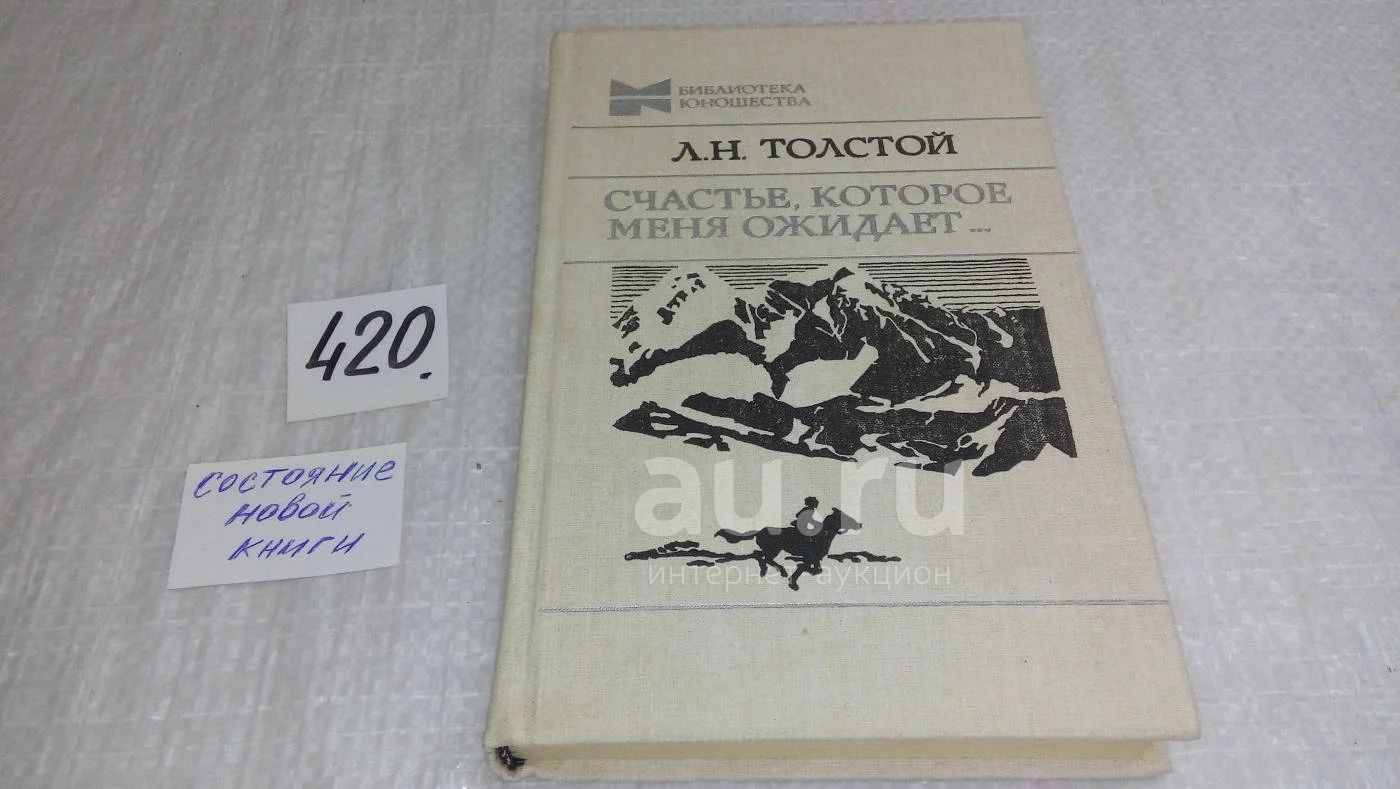 БИБЛИОТЕКА
ЮНОШЕСТВА
Л.Н. ТОЛСТОЙ
СЧАСТЬЕ, КОТОРОЕ
МЕНЯ ОЖИДАЕТ...
420.
состояние
новой
книги
au.ru
интернет-аукцион